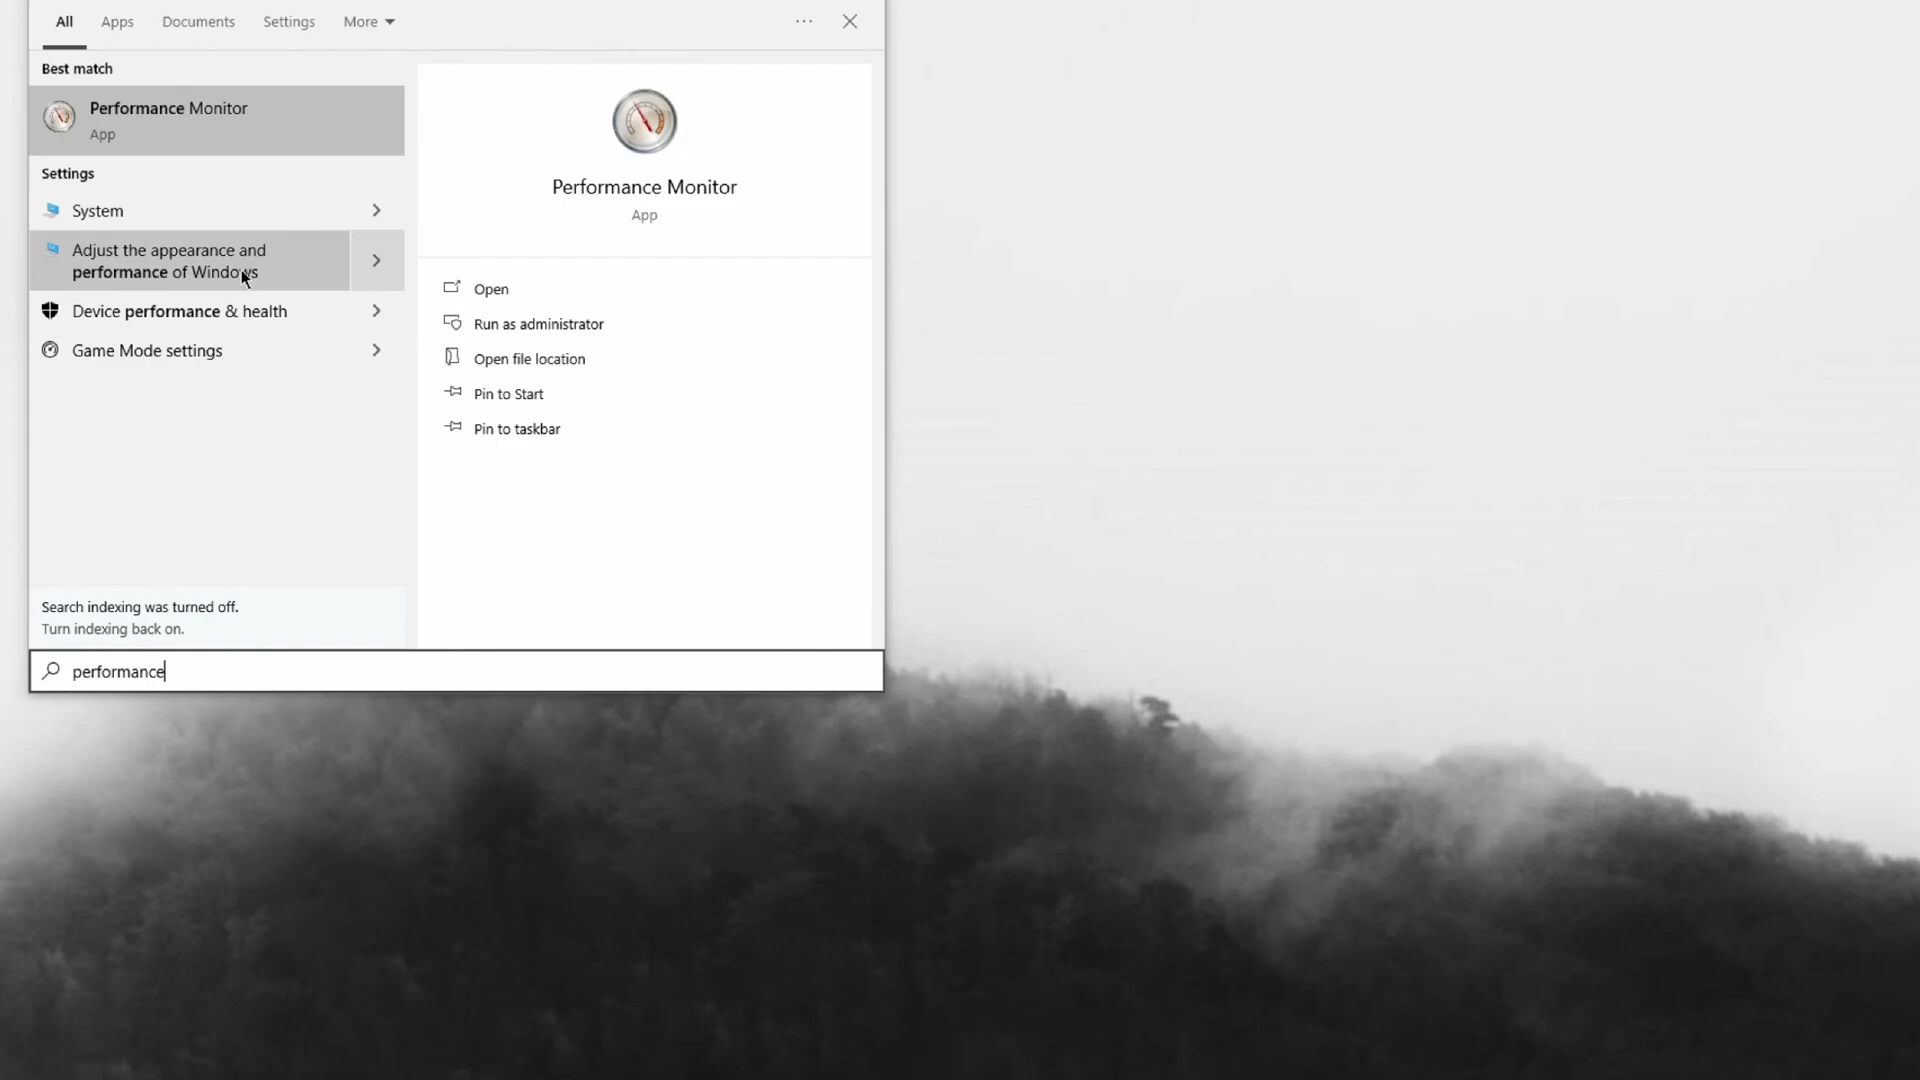 All Apps Documents Settings More
Best match
Performance Monitor
App
Settings
System
Adjust the appearance and
performance of Windows
Device performance & health
Game Mode settings
Performance Monitor
App
Open
Run as administrator
Open file location
Pin to Start
Pin to taskbar
Search indexing was turned off.
Turn indexing back on.
performance